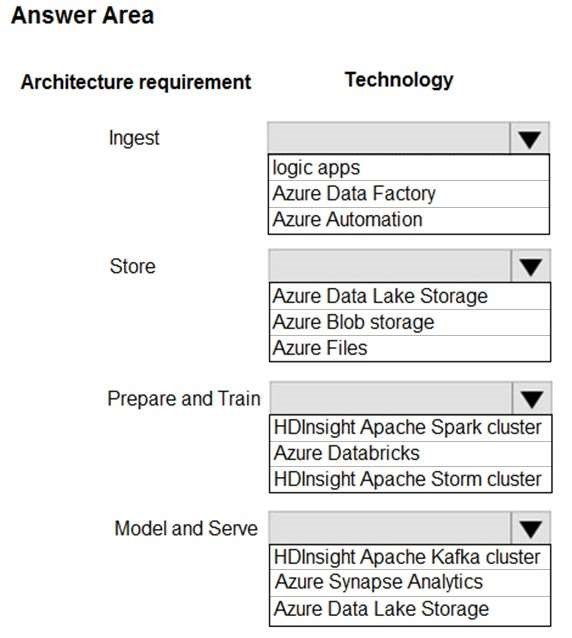 Answer Area
Architecture requirement Technology
Ingest
logic apps
Azure Data Factory
Azure Automation
Store
Azure Data Lake Storage
Azure Blob storage
Azure Files
Prepare and Train
HDInsight Apache Spark cluster
Azure Databricks
HDInsight Apache Storm cluster
Model and Serve
HDInsight Apache Kafka cluster
Azure Synapse Analytics
Azure Data Lake Storage